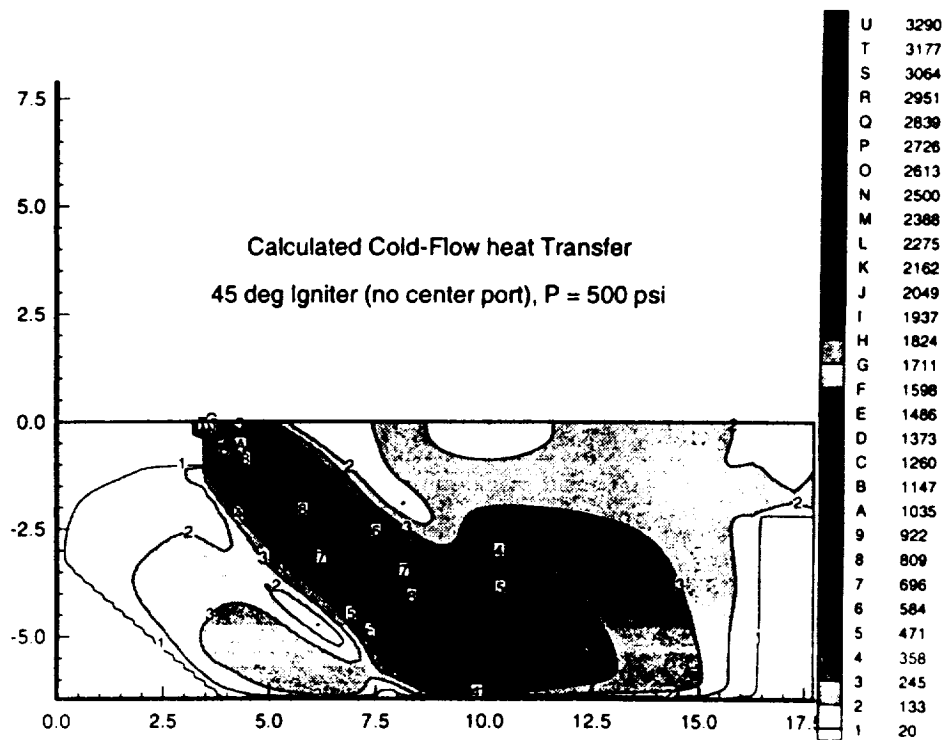 Calculated Cold-Flow heat Transfer
45 deg Igniter (no center port), P = 500 psi
7.5
5.0
2.5
0.0
-2.5
-5.0
0.0 2.5 5.0 7.5 10.0 12.5 15.0 17.5
U 3290
T 3177
S 3064
R 2951
Q 2839
P 2726
O 2613
N 2500
M 2388
L 2275
K 2162
J 2049
I 1937
H 1824
G 1711
F 1598
E 1486
D 1373
C 1260
B 1147
A 1035
9 922
8 809
7 696
6 584
5 471
4 358
3 245
2 133
1 20